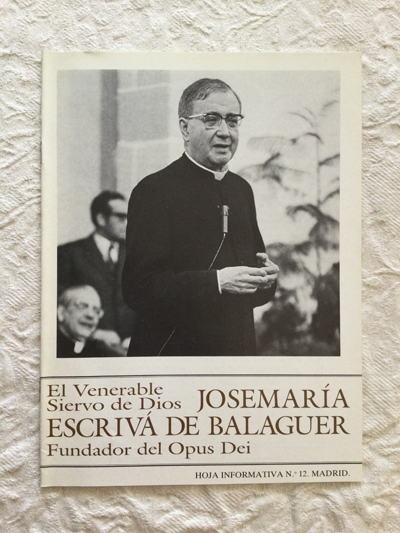 El Venerable
Siervo de Dios JOSEMARÍA
ESCRIVÁ DE BALAGUER
Fundador del Opus Dei
HOJA INFORMATIVA N.º 12. MADRID.